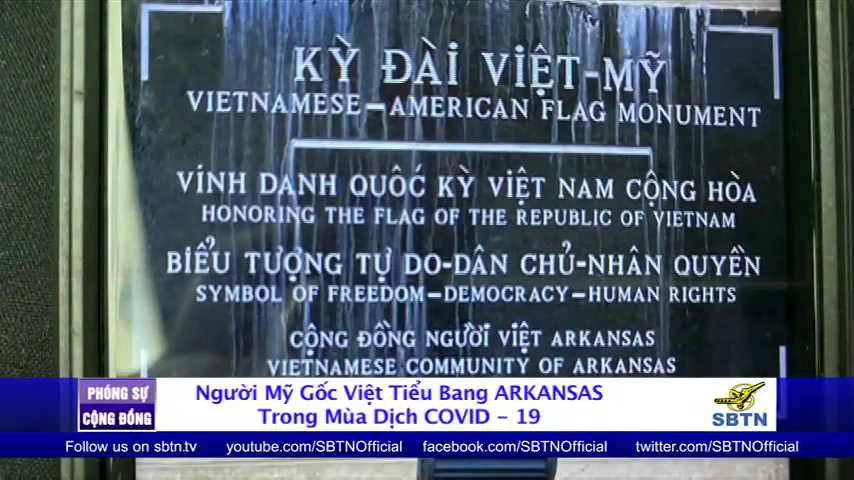 KỲ ĐÀI VIỆT-MỸ
VIETNAMESE-AMERICAN FLAG MONUMENT
VINH DANH QUỐC KỲ VIỆT NAM CỘNG HÒA
HONORING THE FLAG OF THE REPUBLIC OF VIETNAM
BIỂU TƯỢNG TỰ DO-DÂN CHỦ-NHÂN QUYỀN
SYMBOL OF FREEDOM-DEMOCRACY-HUMAN RIGHTS
CỘNG ĐỒNG NGƯỜI VIỆT ARKANSAS
VIETNAMESE COMMUNITY OF ARKANSAS
PHÓNG SỰ
CỘNG ĐỒNG
Người Mỹ Gốc Việt Tiểu Bang ARKANSAS
Trong Mùa Dịch COVID - 19
SBTN
Follow us on sbtn.tv youtube.com/SBTNOfficial facebook.com/SBTNOfficial twitter.com/SBTNOfficial